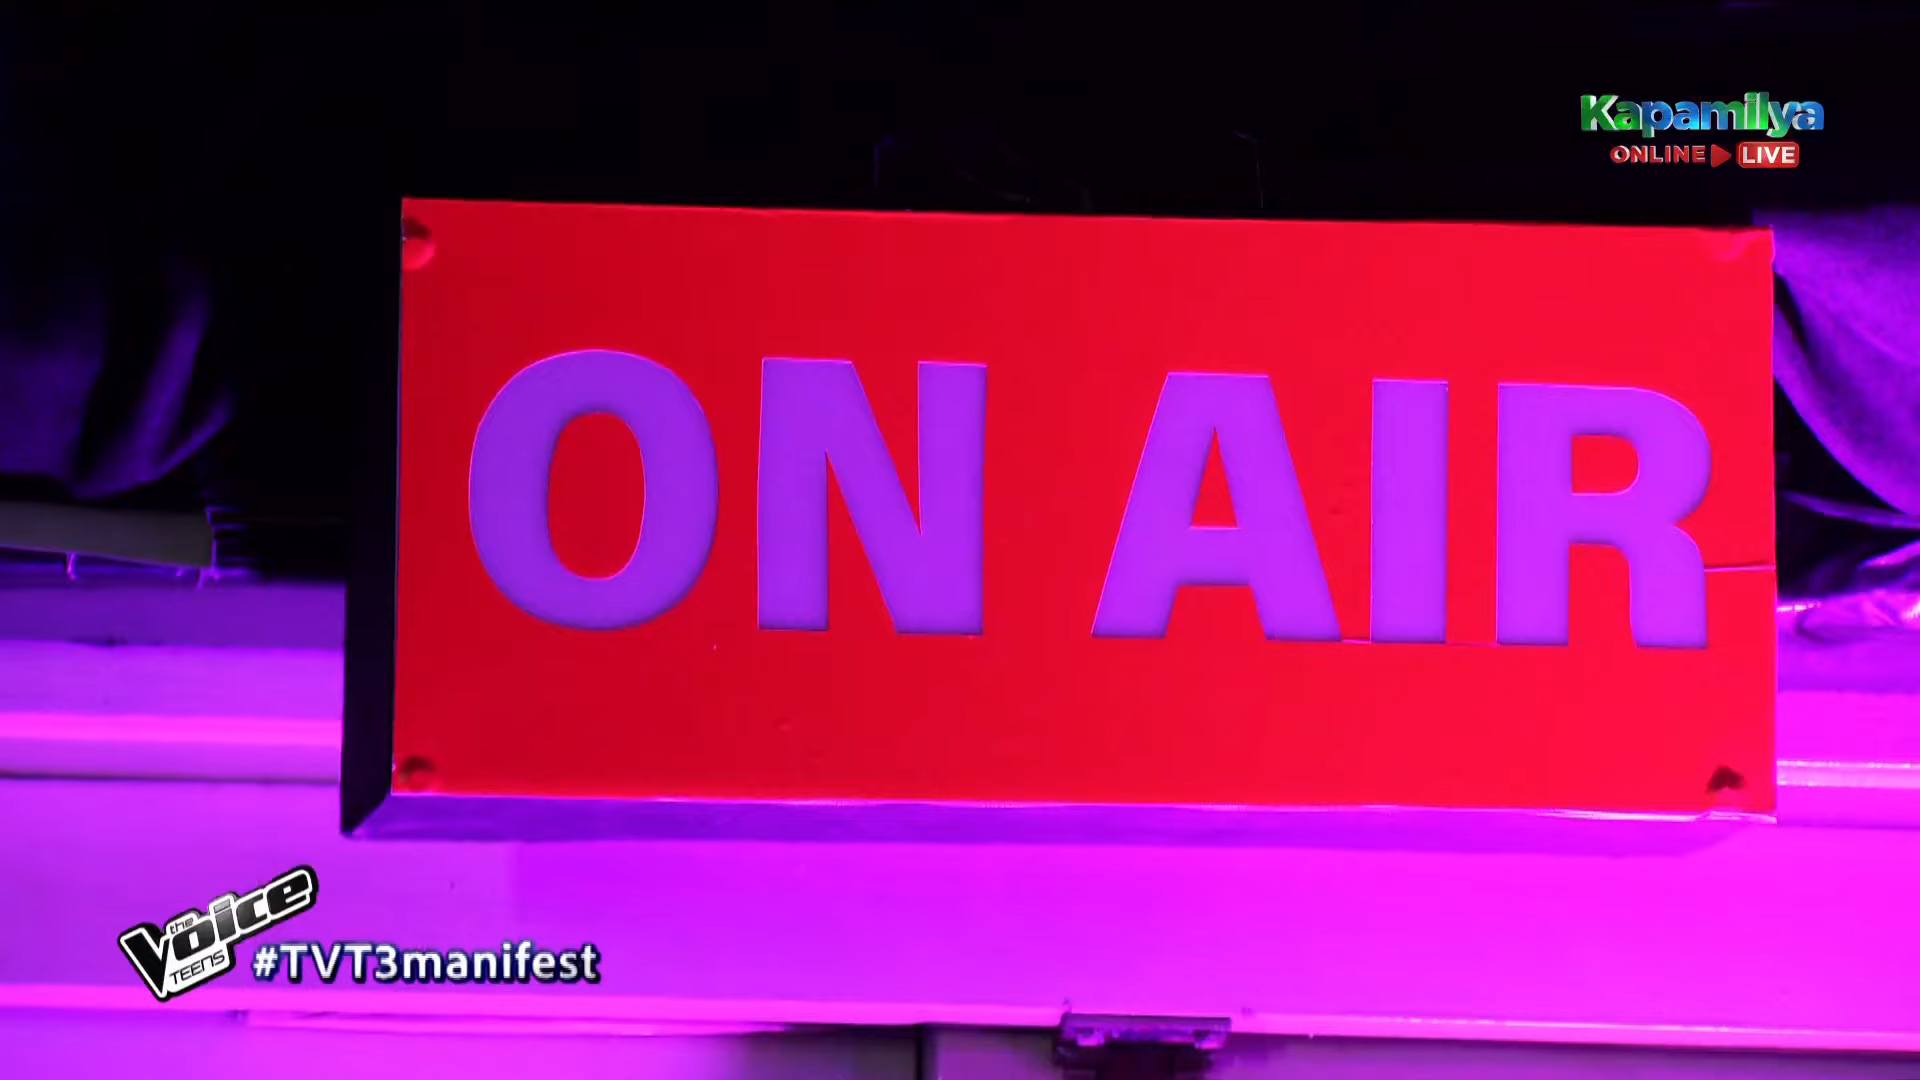 Kapamilya
ONLINE LIVE
ON AIR
the Voice TEENS
#TVT3manifest